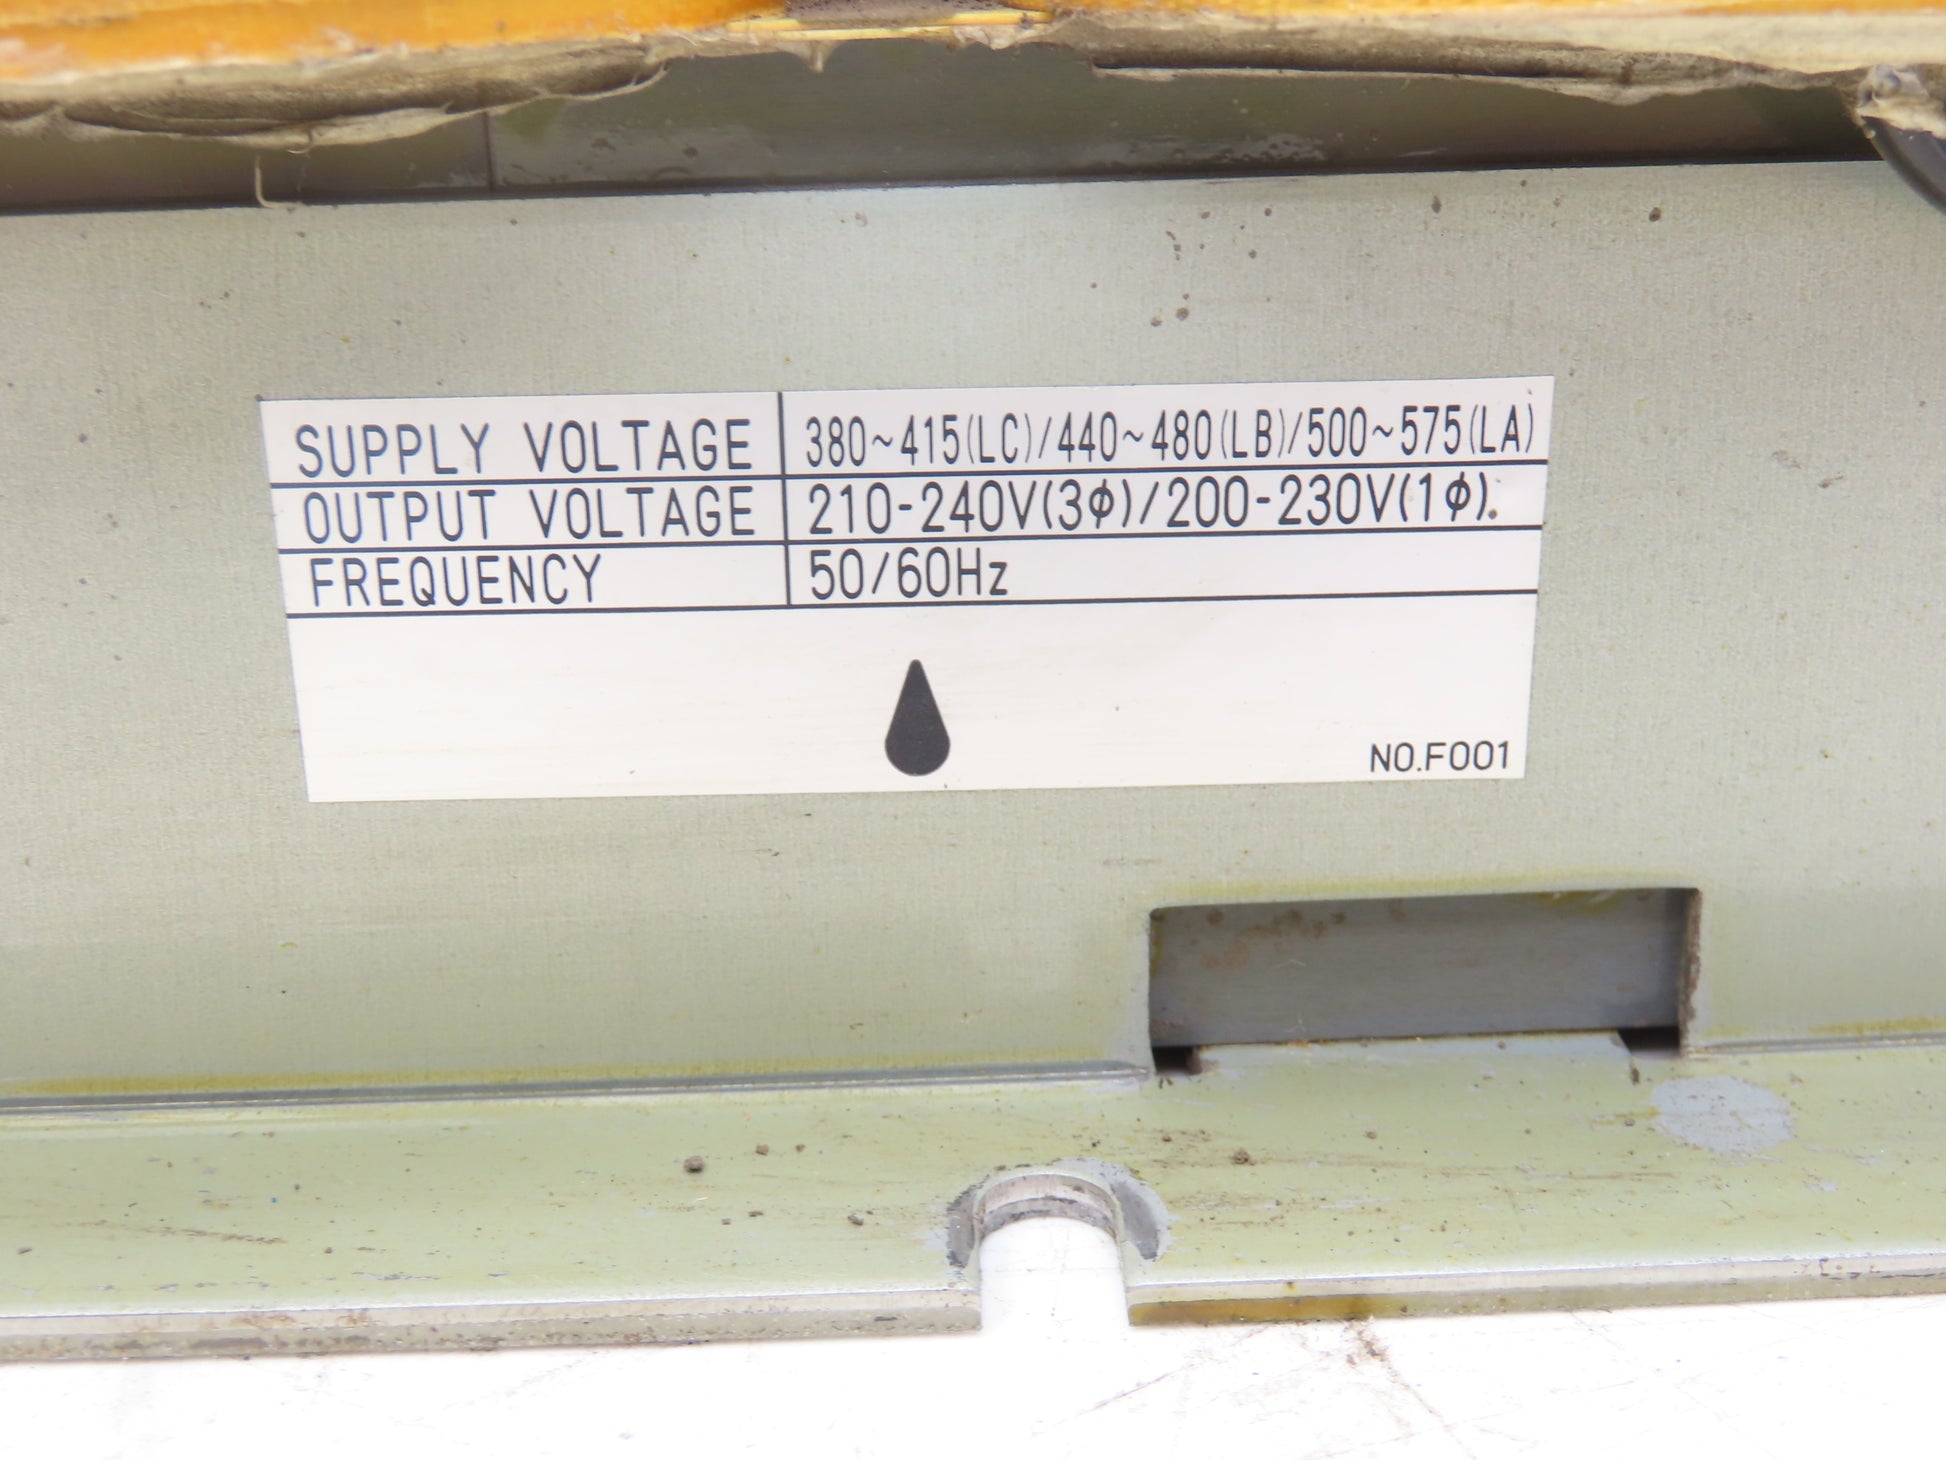 SUPPLY VOLTAGE 380~415(LC)/440~480(LB)/500~575(LA)
OUTPUT VOLTAGE 210-240V(3ϕ)/200-230V(1ϕ).
FREQUENCY 50/60Hz
NO.F001